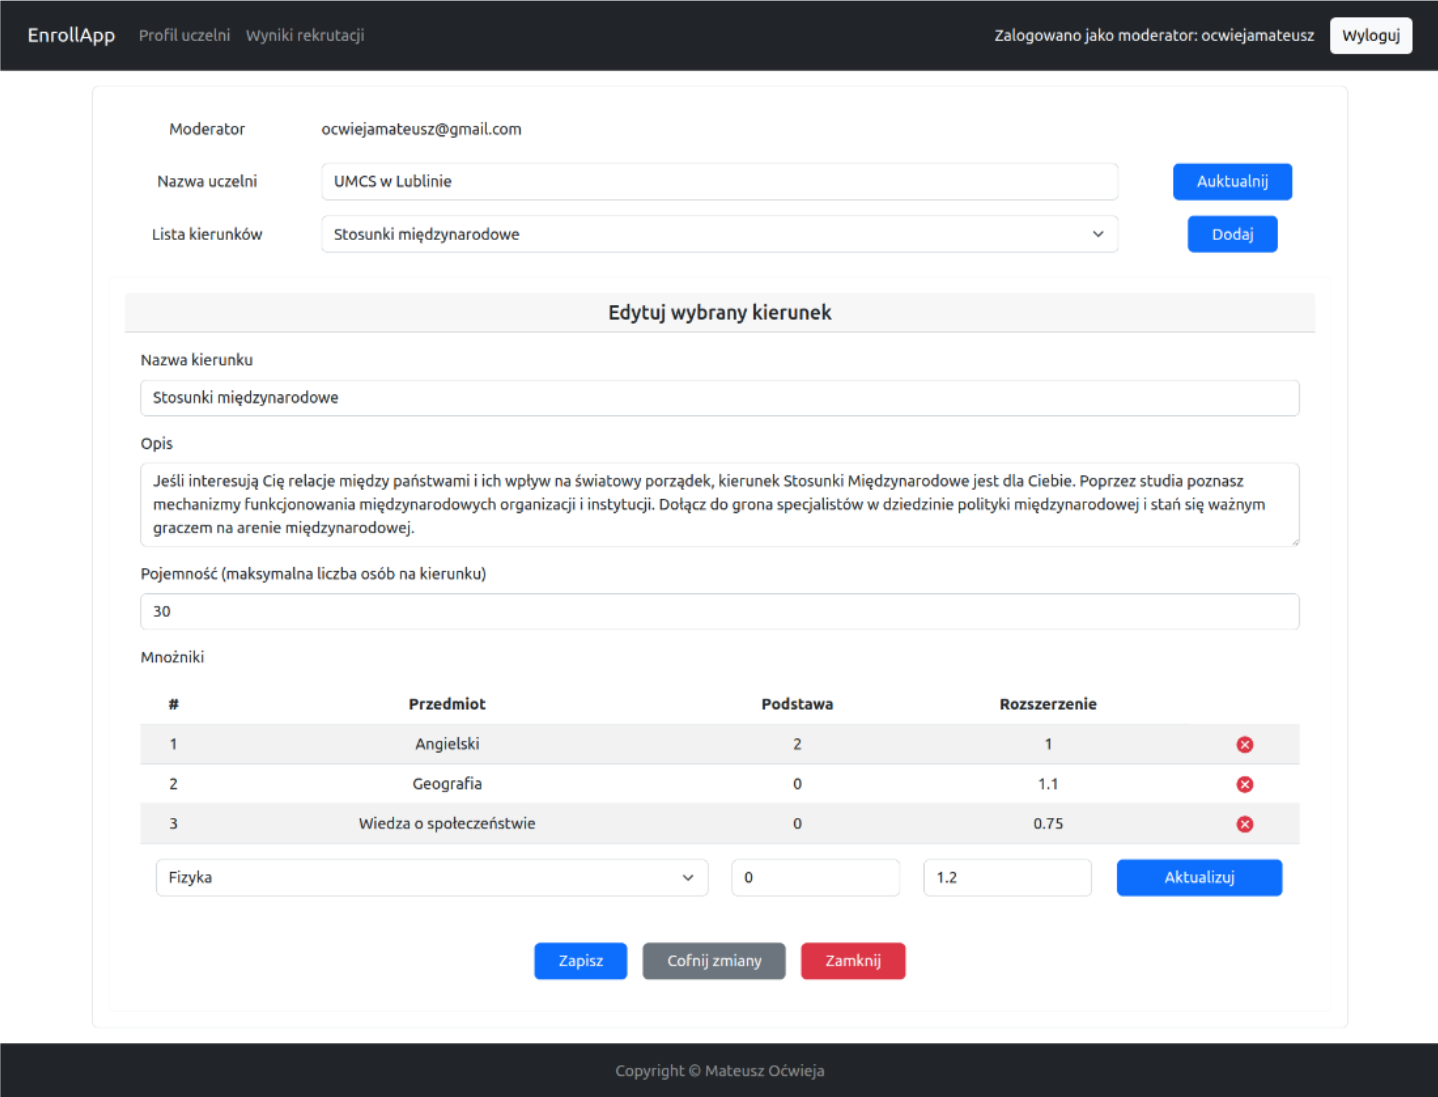 EnrollApp Profil uczelni Wyniki rekrutacji Zalogowano jako moderator: ocwiejamateusz Wyloguj
Moderator ocwiejamateusz@gmail.com
Nazwa uczelni UMCS w Lublinie Auktualnij
Lista kierunków Stosunki międzynarodowe Dodaj
Edytuj wybrany kierunek
Nazwa kierunku
Stosunki międzynarodowe
Opis
Jeśli interesują Cię relacje między państwami i ich wpływ na światowy porządek, kierunek Stosunki Międzynarodowe jest dla Ciebie. Poprzez studia poznasz
mechanizmy funkcjonowania międzynarodowych organizacji i instytucji. Dołącz do grona specjalistów w dziedzinie polityki międzynarodowej i stań się ważnym
graczem na arenie międzynarodowej.
Pojemność (maksymalna liczba osób na kierunku)
30
Mnożniki
# Przedmiot Podstawa Rozszerzenie
1 Angielski 2 1
2 Geografia 0 1.1
3 Wiedza o społeczeństwie 0 0.75
Fizyka 0 1.2 Aktualizuj
Zapisz Cofnij zmiany Zamknij
Copyright © Mateusz Oćwieja